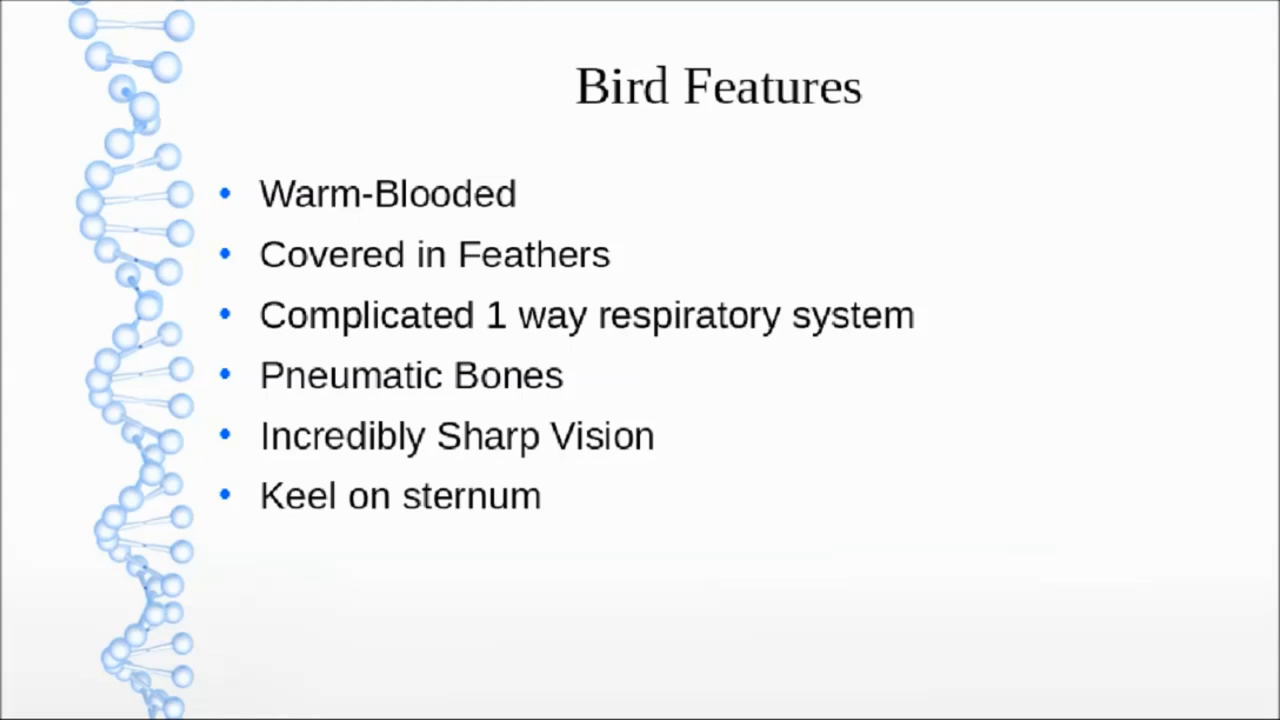 Bird Features
• Warm-Blooded
• Covered in Feathers
• Complicated 1 way respiratory system
• Pneumatic Bones
• Incredibly Sharp Vision
• Keel on sternum